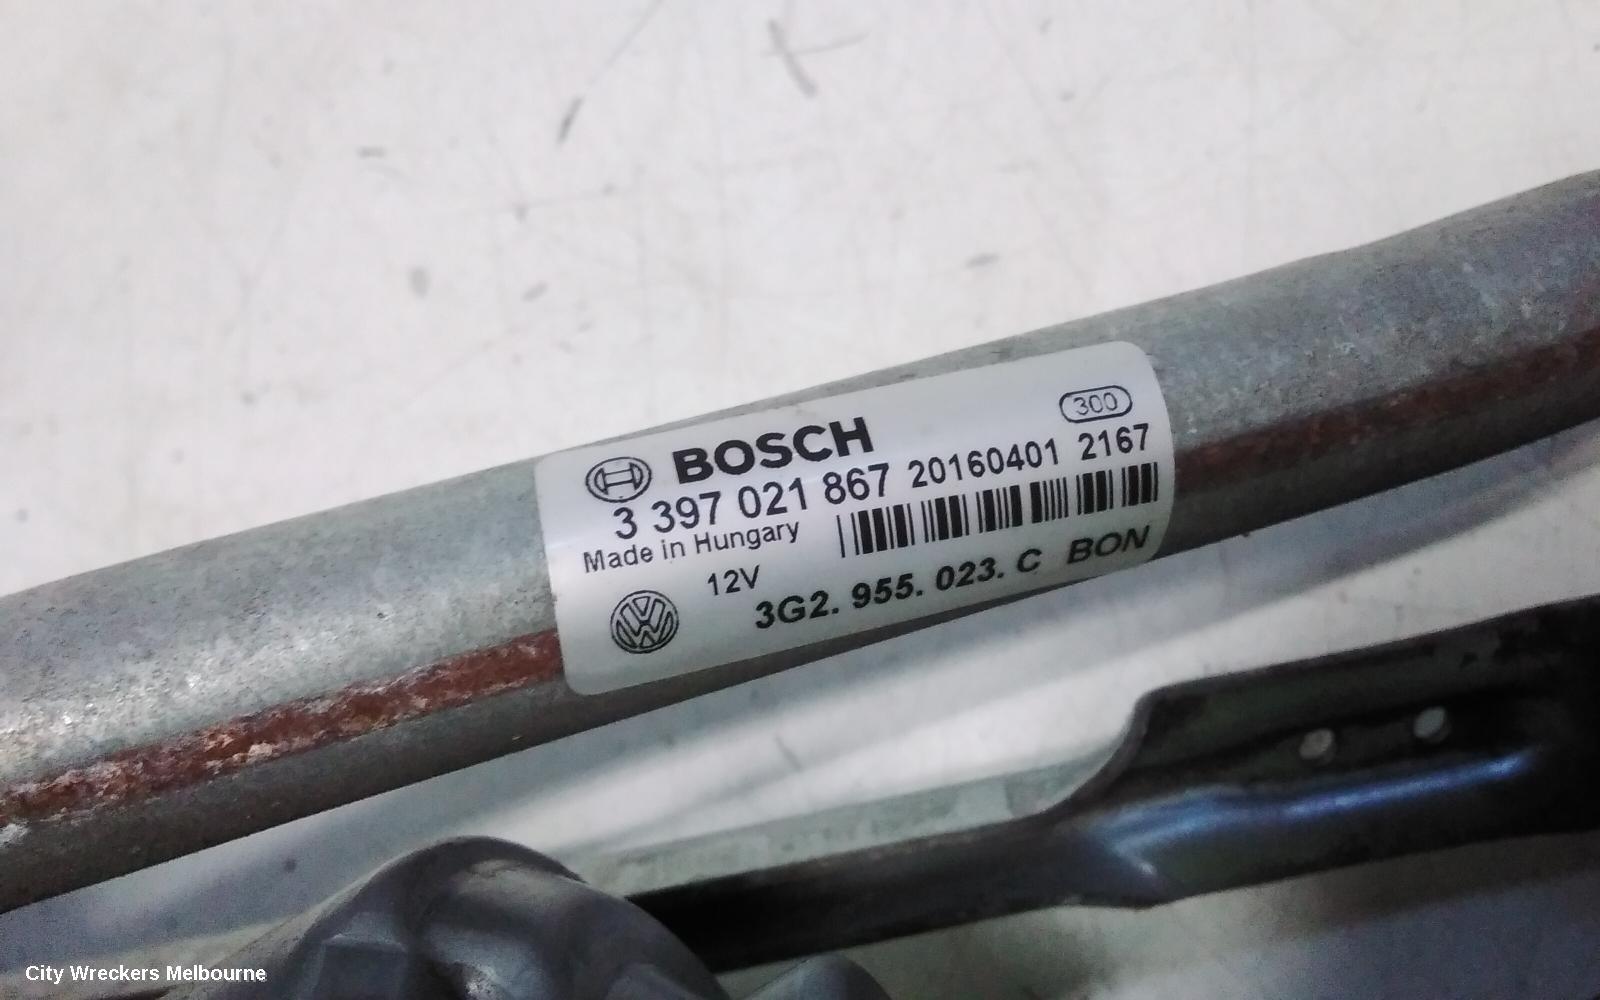 BOSCH 300
3 397 021 867 20160401 2167
Made in Hungary
12V
3G2. 955. 023. C BON
City Wreckers Melbourne